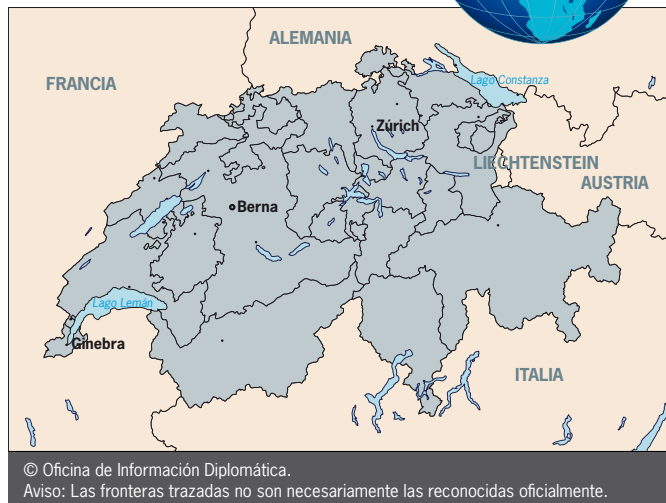 ALEMANIA
FRANCIA
Lago Constanza
Zúrich
LIECHTENSTEIN
AUSTRIA
Berna
Lago Lemán
Ginebra
ITALIA
© Oficina de Información Diplomática.
Aviso: Las fronteras trazadas no son necesariamente las reconocidas oficialmente.